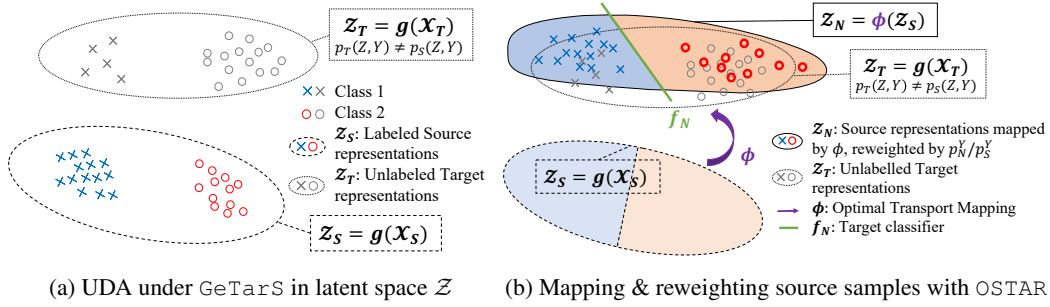 𝒵_T = g(𝒳_T)
p_T(Z, Y) ≠ p_S(Z, Y)
Class 1
Class 2
𝒵_S: Labeled Source
representations
𝒵_T: Unlabeled Target
representations
𝒵_S = g(𝒳_S)
(a) UDA under GeTarS in latent space 𝒵
𝒵_N = ϕ(𝒵_S)
𝒵_T = g(𝒳_T)
p_T(Z, Y) ≠ p_S(Z, Y)
f_N
ϕ
𝒵_S = g(𝒳_S)
𝒵_N: Source representations mapped
by ϕ, reweighted by p_N^Y/p_S^Y
𝒵_T: Unlabelled Target
representations
ϕ: Optimal Transport Mapping
f_N: Target classifier
(b) Mapping & reweighting source samples with OSTAR